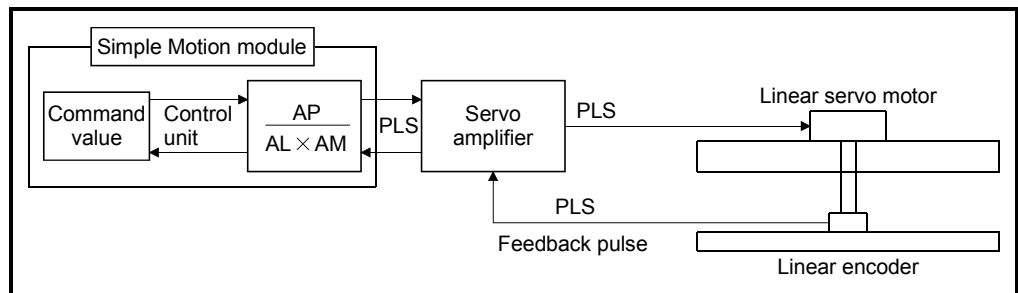 Simple Motion module
Command
value
Control
unit
AP
AL × AM
PLS
Servo
amplifier
PLS
Linear servo motor
PLS
Feedback pulse
Linear encoder